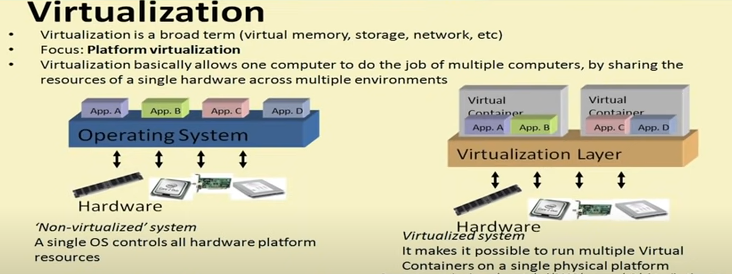 Virtualization
• Virtualization is a broad term (virtual memory, storage, network, etc)
• Focus: Platform virtualization
• Virtualization basically allows one computer to do the job of multiple computers, by sharing the
resources of a single hardware across multiple environments
App. A App. B App. C App. D
Operating System
Hardware
'Non-virtualized' system
A single OS controls all hardware platform
resources
Virtual
Container
Virtual
Container
App. A App. B App. C App. D
Virtualization Layer
Hardware
Virtualized system
It makes it possible to run multiple Virtual
Containers on a single physical platform